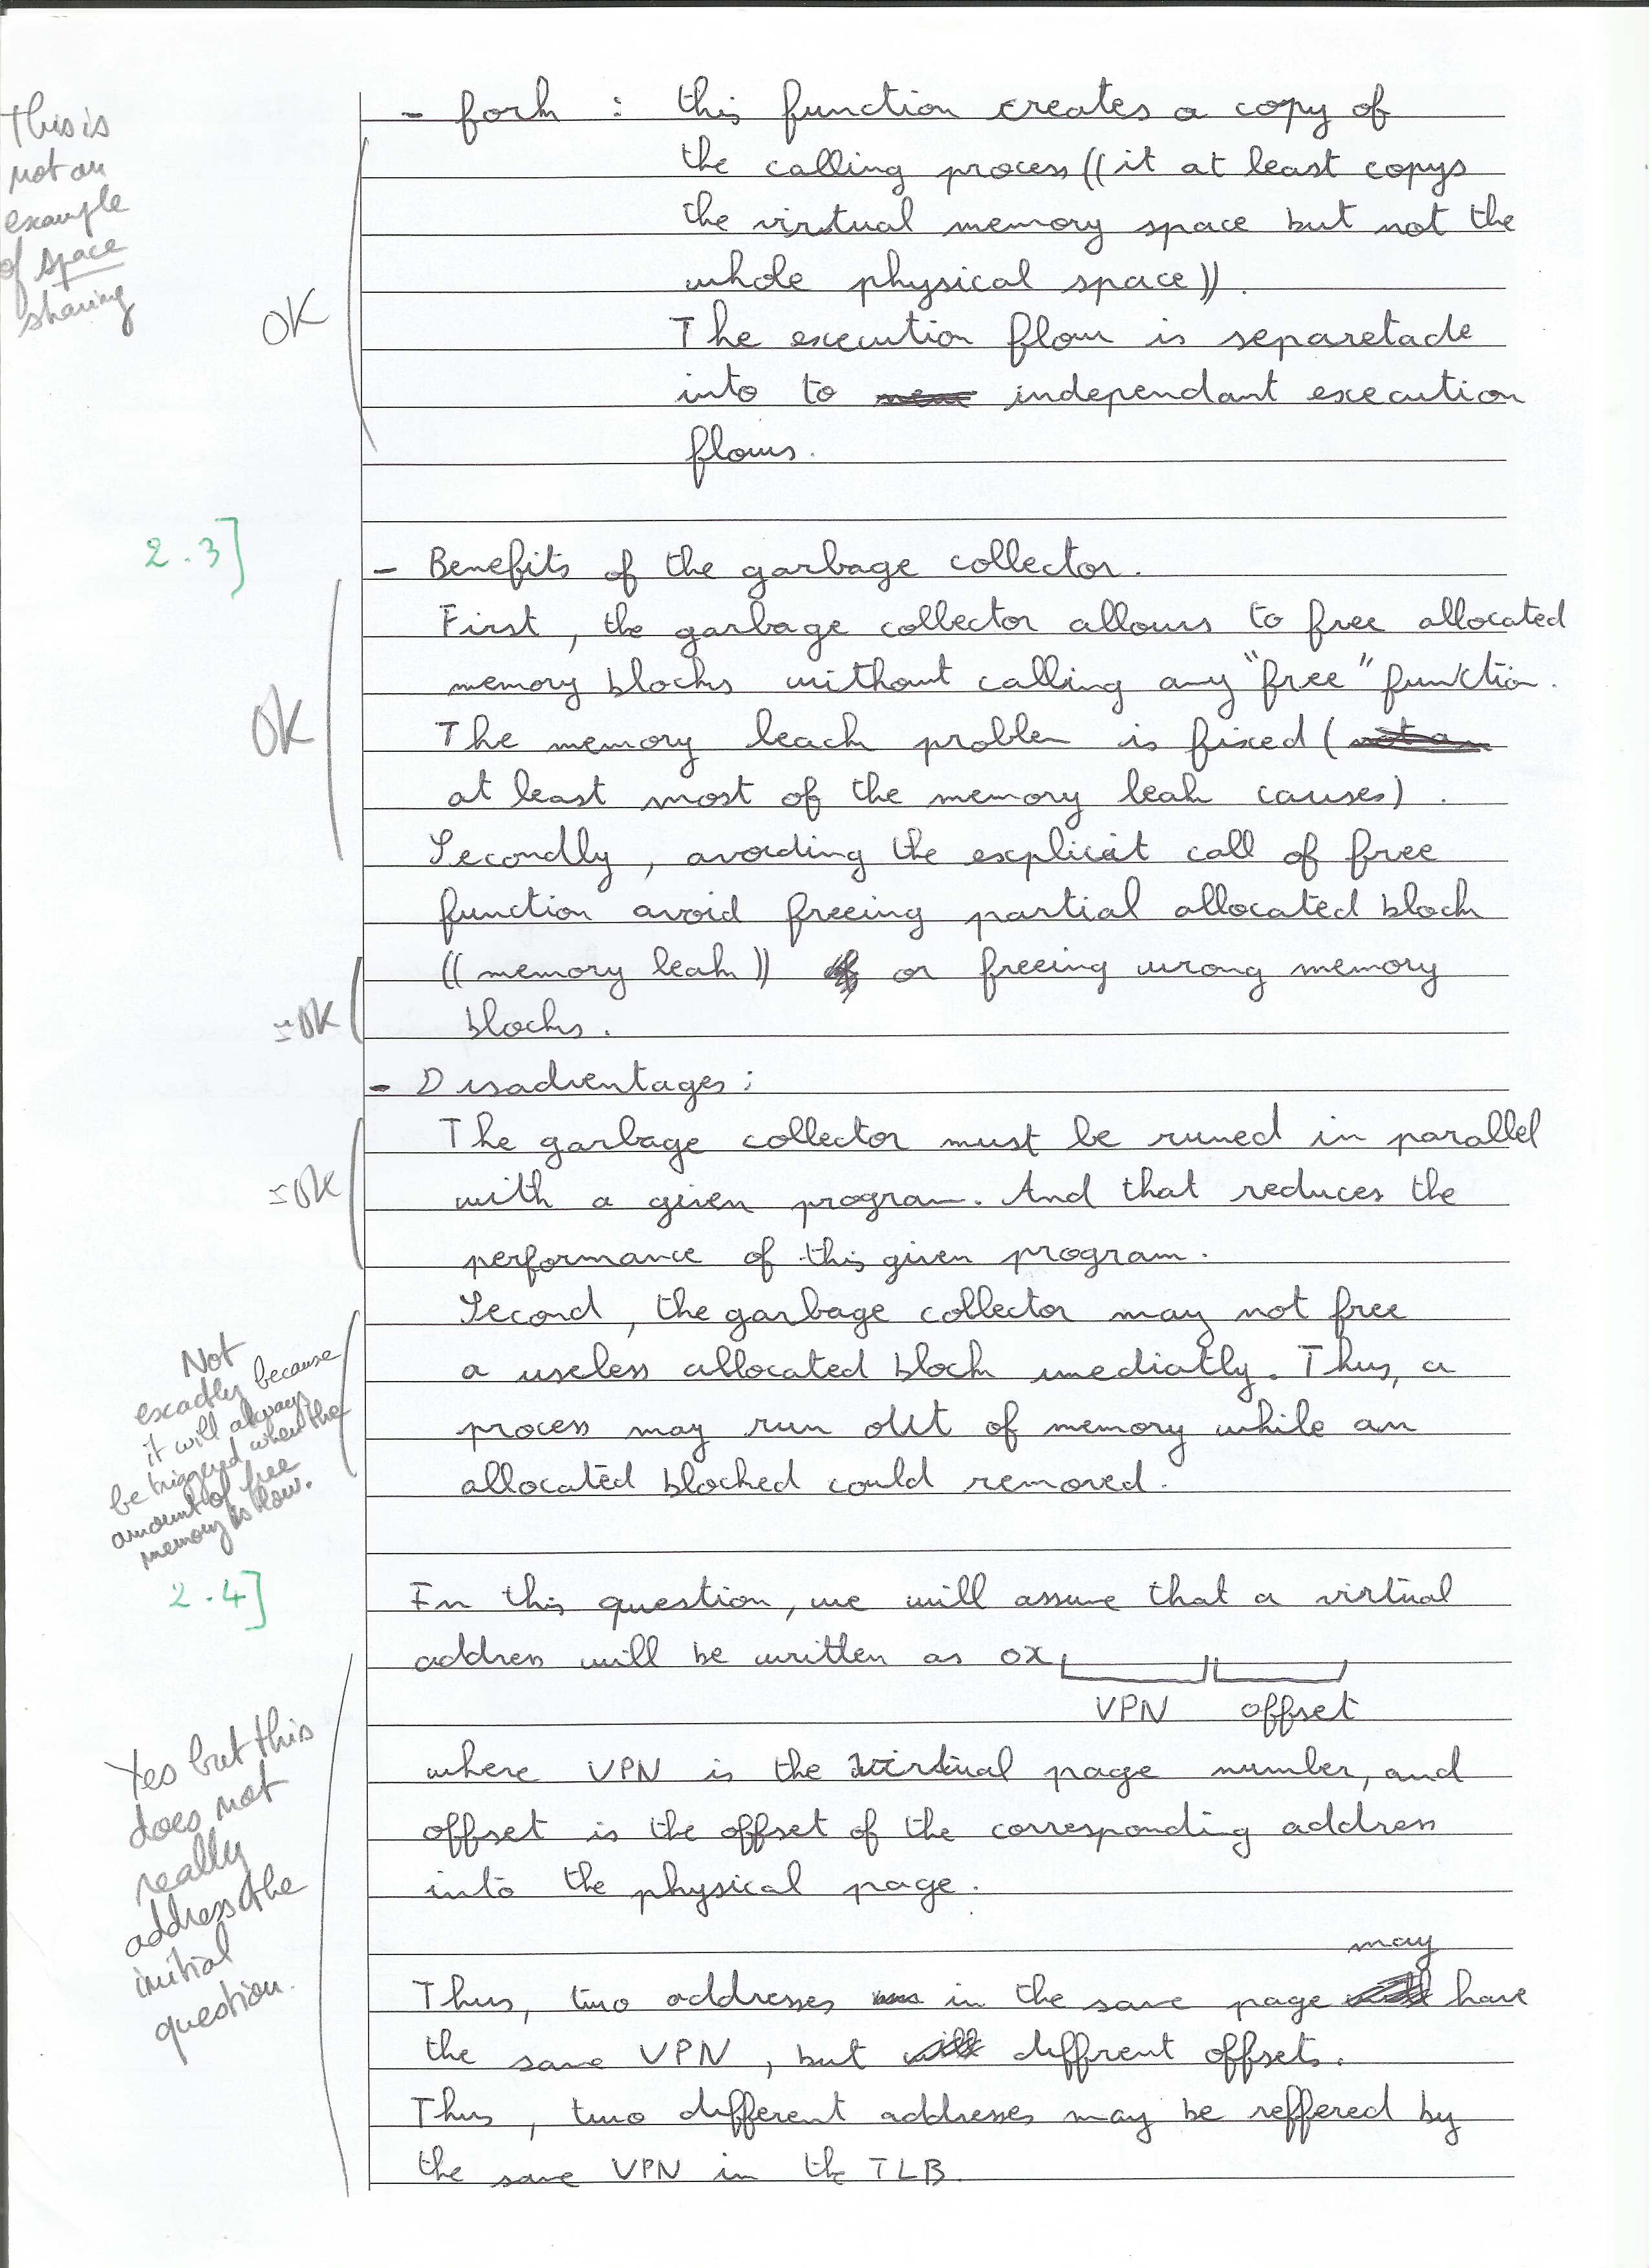 This is
not an
example
of space
sharing
OK
- fork : this function creates a copy of
the calling process ((it at least copys
the virtual memory space but not the
whole physical space)).
The execution flow is separetade
into to independant execution
flows.
2.3]
- Benefits of the garbage collector.
First, the garbage collector allows to free allocated
memory blocks without calling any "free" function.
OK
The memory leack problem is fixed (
at least most of the memory leak causes).
Secondly, avoiding the explicit call of free
function avoid freeing partial allocated block
((memory leak)) or freeing wrong memory
≃OK
blocks.
- Disadventages:
The garbage collector must be runed in parallel
≃OK
with a given program. And that reduces the
performance of this given program.
Second, the garbage collector may not free
a useless allocated block imediatly. Thus, a
process may run out of memory while an
allocated blocked could removed.
Not
exactly because
it will always
be triggered when the
amount of free
memory is low.
2.4]
In this question, we will assume that a virtual
address will be written as 0x
VPN offset
where VPN is the virtual page number, and
offset is the offset of the corresponding address
into the physical page.
Yes but this
does not
really
address the
initial
question.
may
Thus, two addresses in the same page have
the same VPN, but diffrent offsets.
Thus, two different addresses may be reffered by
the same VPN in the TLB.